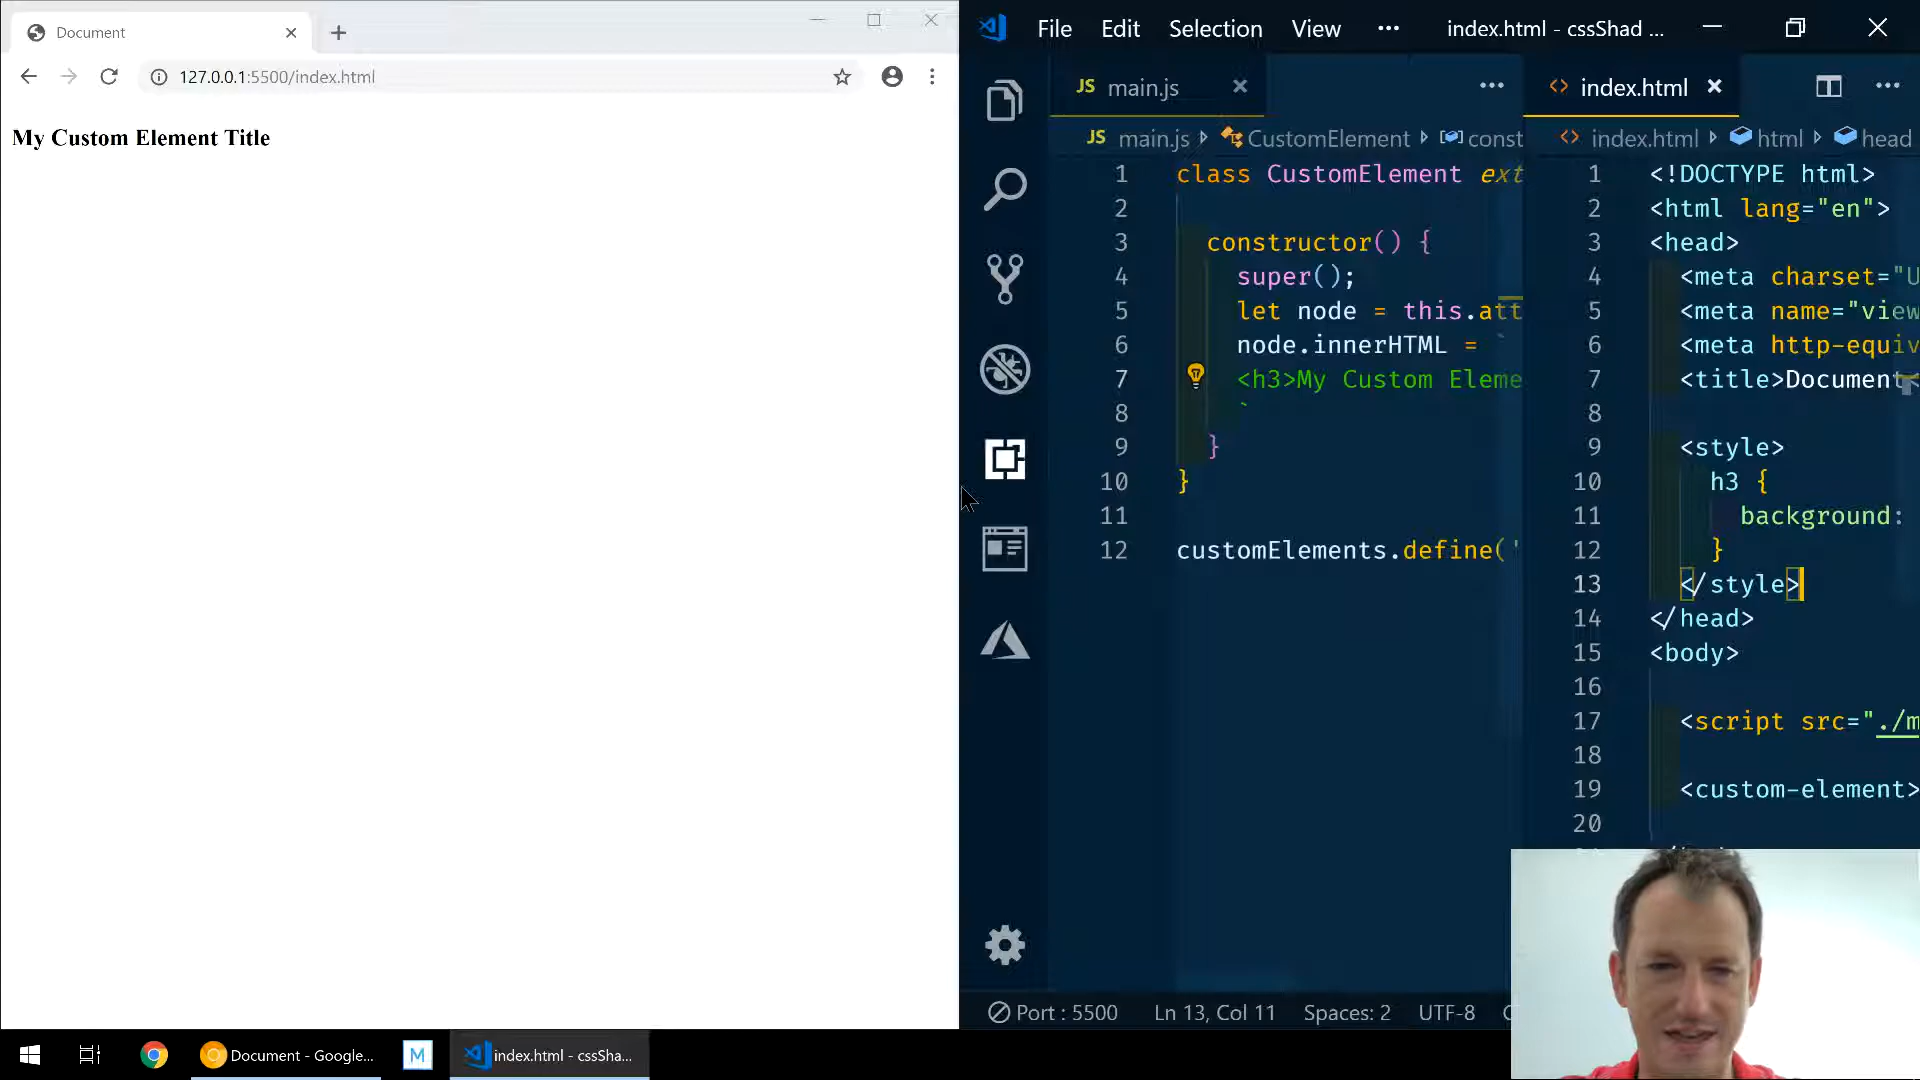 Document
127.0.0.1:5500/index.html
My Custom Element Title
File Edit Selection View ··· index.html - cssShad ...
JS main.js
JS main.js CustomElement const
1 class CustomElement ext
2
3 constructor() {
4 super();
5 let node = this.att
6 node.innerHTML = `
7 <h3>My Custom Eleme
8 `
9 }
10 }
11
12 customElements.define('
<> index.html
<> index.html html head
1 <!DOCTYPE html>
2 <html lang="en">
3 <head>
4 <meta charset="U
5 <meta name="view
6 <meta http-equiv
7 <title>Document<
8
9 <style>
10 h3 {
11 background:
12 }
13 </style>
14 </head>
15 <body>
16
17 <script src="./m
18
19 <custom-element>
20
Port : 5500 Ln 13, Col 11 Spaces: 2 UTF-8
Document - Google... M index.html - cssSha...